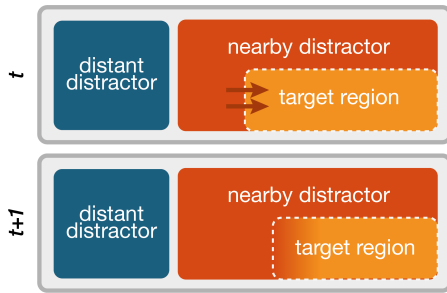 t
distant
distractor
nearby distractor
target region
t+1
distant
distractor
nearby distractor
target region